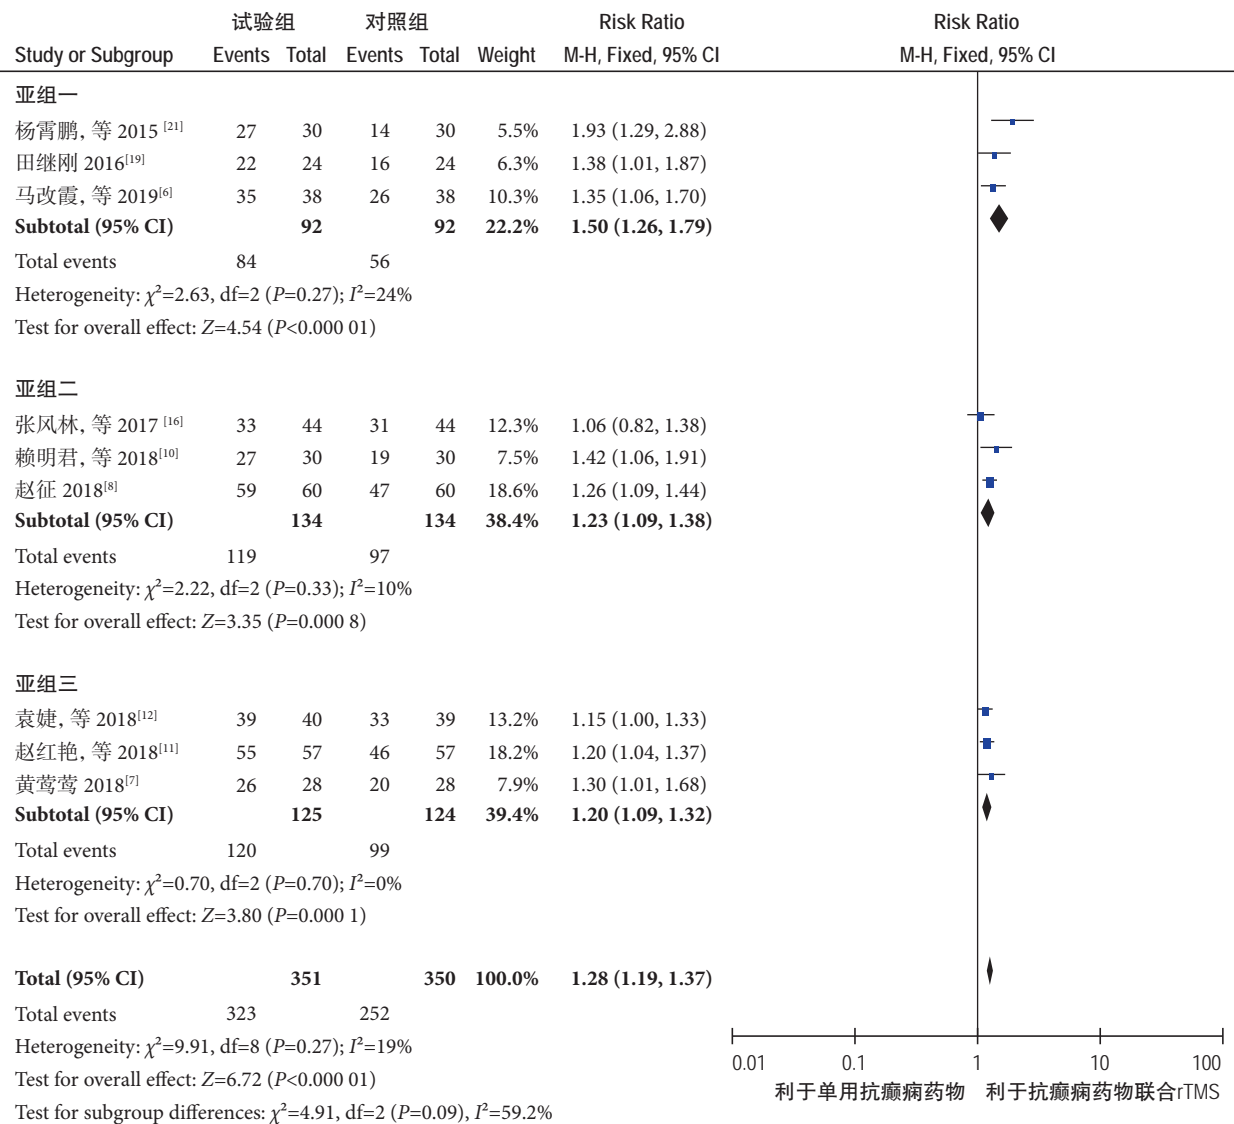 试验组 对照组 Risk Ratio Risk Ratio
Study or Subgroup Events Total Events Total Weight M-H, Fixed, 95% CI M-H, Fixed, 95% CI
亚组一
杨霄鹏, 等 2015 [21] 27 30 14 30 5.5% 1.93 (1.29, 2.88)
田继刚 2016[19] 22 24 16 24 6.3% 1.38 (1.01, 1.87)
马改霞, 等 2019[6] 35 38 26 38 10.3% 1.35 (1.06, 1.70)
Subtotal (95% CI) 92 92 22.2% 1.50 (1.26, 1.79)
Total events 84 56
Heterogeneity: χ²=2.63, df=2 (P=0.27); I²=24%
Test for overall effect: Z=4.54 (P<0.000 01)
亚组二
张风林, 等 2017 [16] 33 44 31 44 12.3% 1.06 (0.82, 1.38)
赖明君, 等 2018[10] 27 30 19 30 7.5% 1.42 (1.06, 1.91)
赵征 2018[8] 59 60 47 60 18.6% 1.26 (1.09, 1.44)
Subtotal (95% CI) 134 134 38.4% 1.23 (1.09, 1.38)
Total events 119 97
Heterogeneity: χ²=2.22, df=2 (P=0.33); I²=10%
Test for overall effect: Z=3.35 (P=0.000 8)
亚组三
袁婕, 等 2018[12] 39 40 33 39 13.2% 1.15 (1.00, 1.33)
赵红艳, 等 2018[11] 55 57 46 57 18.2% 1.20 (1.04, 1.37)
黄莺莺 2018[7] 26 28 20 28 7.9% 1.30 (1.01, 1.68)
Subtotal (95% CI) 125 124 39.4% 1.20 (1.09, 1.32)
Total events 120 99
Heterogeneity: χ²=0.70, df=2 (P=0.70); I²=0%
Test for overall effect: Z=3.80 (P=0.000 1)
Total (95% CI) 351 350 100.0% 1.28 (1.19, 1.37)
Total events 323 252
Heterogeneity: χ²=9.91, df=8 (P=0.27); I²=19%
Test for overall effect: Z=6.72 (P<0.000 01)
Test for subgroup differences: χ²=4.91, df=2 (P=0.09), I²=59.2%
0.01 0.1 1 10 100
利于单用抗癫痫药物 利于抗癫痫药物联合rTMS